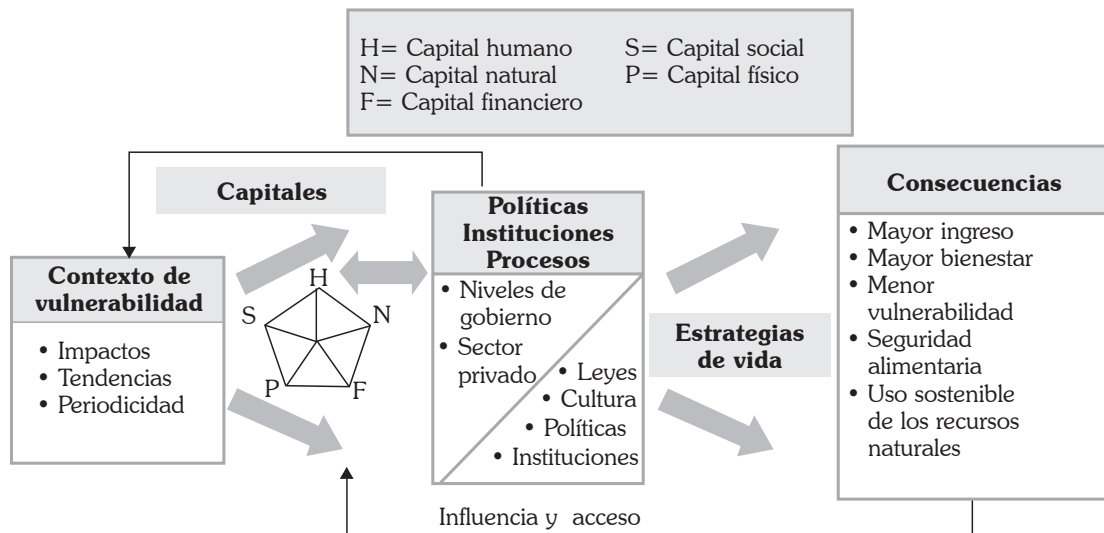 H= Capital humano
S= Capital social
N= Capital natural
P= Capital físico
F= Capital financiero
Capitales
Contexto de
vulnerabilidad
• Impactos
• Tendencias
• Periodicidad
H
S
N
P
F
Políticas
Instituciones
Procesos
• Niveles de
gobierno
• Sector
privado
• Leyes
• Cultura
• Políticas
• Instituciones
Influencia y acceso
Estrategias
de vida
Consecuencias
• Mayor ingreso
• Mayor bienestar
• Menor
vulnerabilidad
• Seguridad
alimentaria
• Uso sostenible
de los recursos
naturales